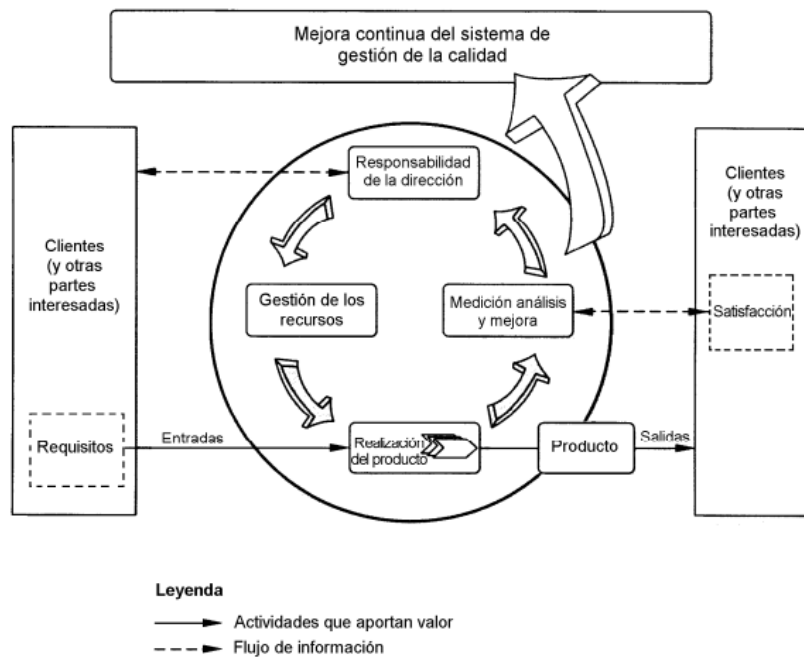 Mejora continua del sistema de
gestión de la calidad
Responsabilidad
de la dirección
Clientes
(y otras
partes
interesadas)
Clientes
(y otras
partes
interesadas)
Gestión de los
recursos
Medición análisis
y mejora
Satisfacción
Requisitos
Entradas
Realización
del producto
Producto
Salidas
Leyenda
Actividades que aportan valor
Flujo de información